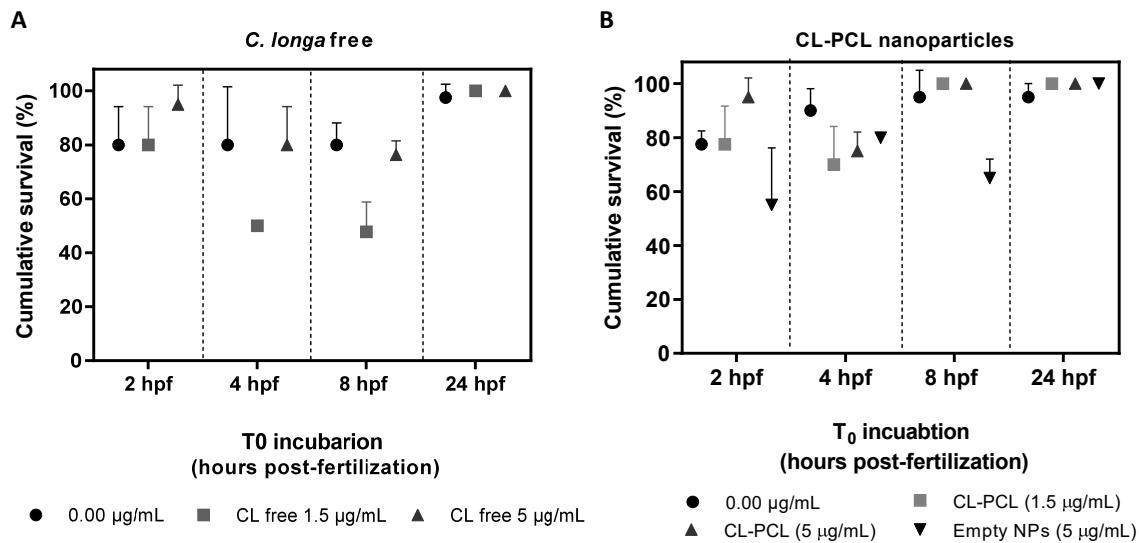 A
C. longa free
Cumulative survival (%)
100
80
60
40
20
0
2 hpf
4 hpf
8 hpf
24 hpf
T0 incubarion
(hours post-fertilization)
0.00 µg/mL
CL free 1.5 µg/mL
CL free 5 µg/mL
B
CL-PCL nanoparticles
Cumulative survival (%)
100
80
60
40
20
0
2 hpf
4 hpf
8 hpf
24 hpf
T₀ incuabtion
(hours post-fertilization)
0.00 µg/mL
CL-PCL (1.5 µg/mL)
CL-PCL (5 µg/mL)
Empty NPs (5 µg/mL)